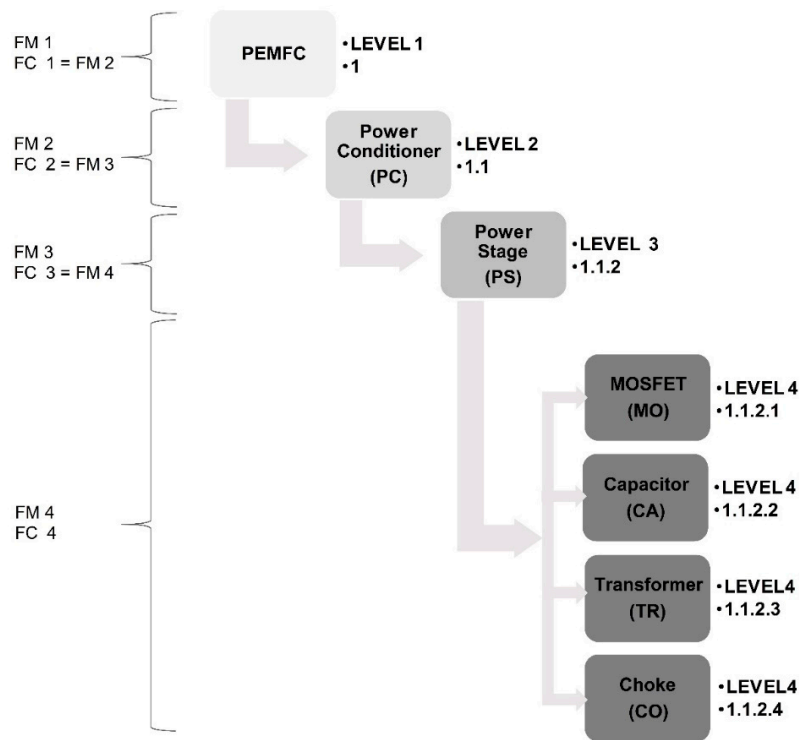 FM 1
FC 1 = FM 2
PEMFC
•LEVEL 1
•1
FM 2
FC 2 = FM 3
Power
Conditioner
(PC)
•LEVEL 2
•1.1
FM 3
FC 3 = FM 4
Power
Stage
(PS)
•LEVEL 3
•1.1.2
FM 4
FC 4
MOSFET
(MO)
•LEVEL 4
•1.1.2.1
Capacitor
(CA)
•LEVEL 4
•1.1.2.2
Transformer
(TR)
•LEVEL4
•1.1.2.3
Choke
(CO)
•LEVEL4
•1.1.2.4